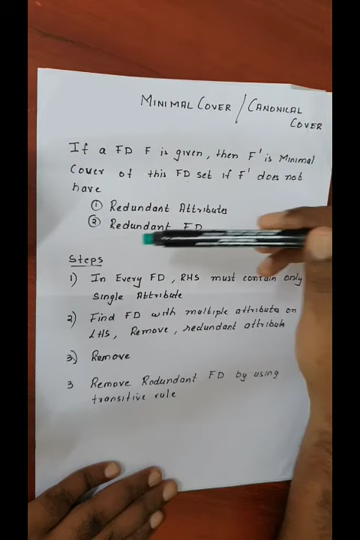 MINIMAL COVER / CANONICAL
COVER
If a FD F is given, then F' is Minimal
Cover of this FD set if F' does not
have
① Redundant Attributes
② Redundant FD
Steps
1) In Every FD, RHS must contain only
Single Attribute
2) Find FD with multiple attribute on
LHS, Remove, redundant attribute
3.) Remove
3 Remove Redundant FD by using
transitive rule